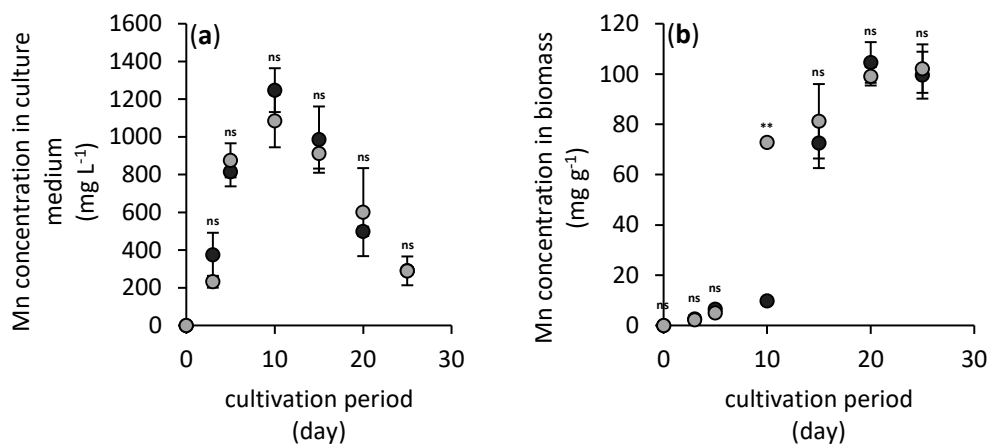 (a)
Mn concentration in culture
medium
(mg L-1)
1600
1400
1200
1000
800
600
400
200
0
ns
ns
ns
ns
ns
ns
0 10 20 30
cultivation period
(day)
(b)
Mn concentration in biomass
(mg g-1)
120
100
80
60
40
20
0
ns
ns
ns
**
ns
ns
ns
0 10 20 30
cultivation period
(day)